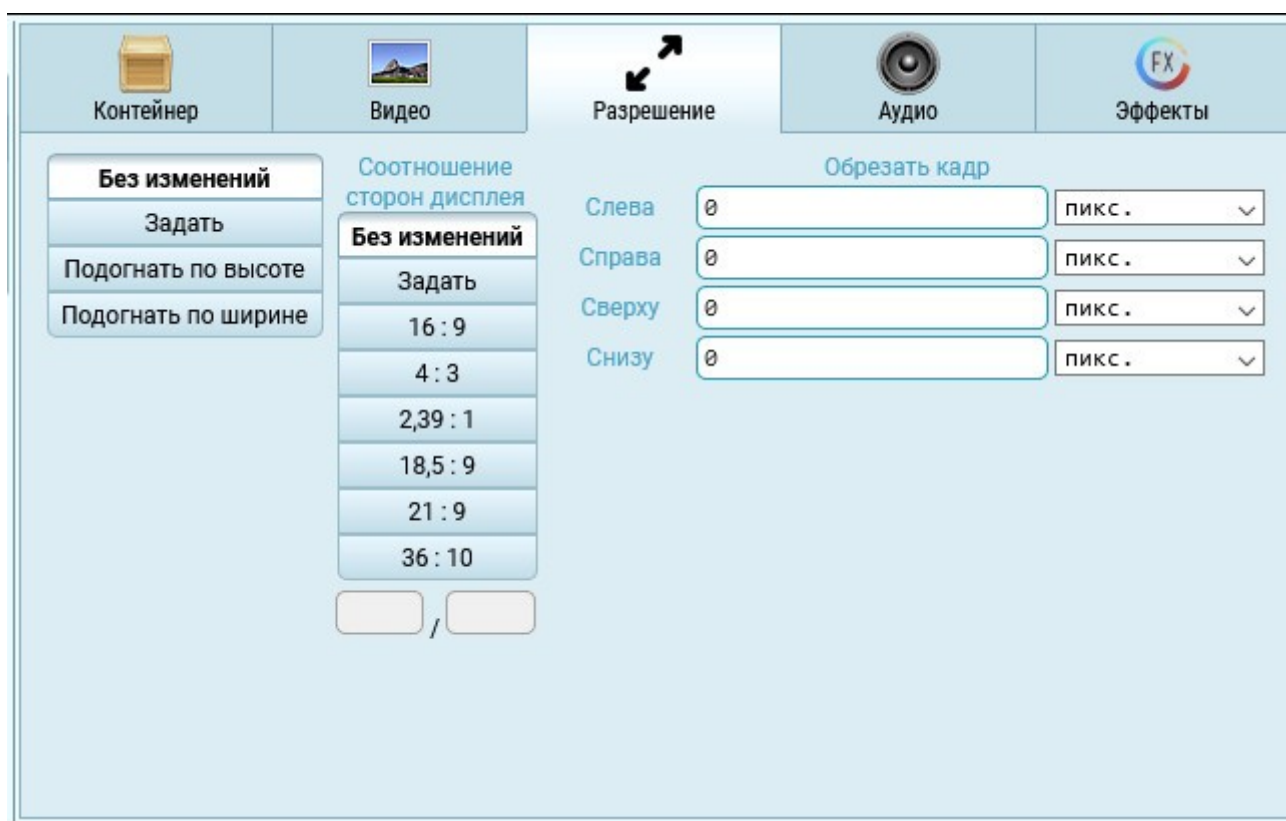 FX
Контейнер
Видео
Разрешение
Аудио
Эффекты
Без изменений
Задать
Подогнать по высоте
Подогнать по ширине
Соотношение
сторон дисплея
Без изменений
Задать
16 : 9
4 : 3
2,39 : 1
18,5 : 9
21 : 9
36 : 10
/
Обрезать кадр
Слева 0 пикс.
Справа 0 пикс.
Сверху 0 пикс.
Снизу 0 пикс.